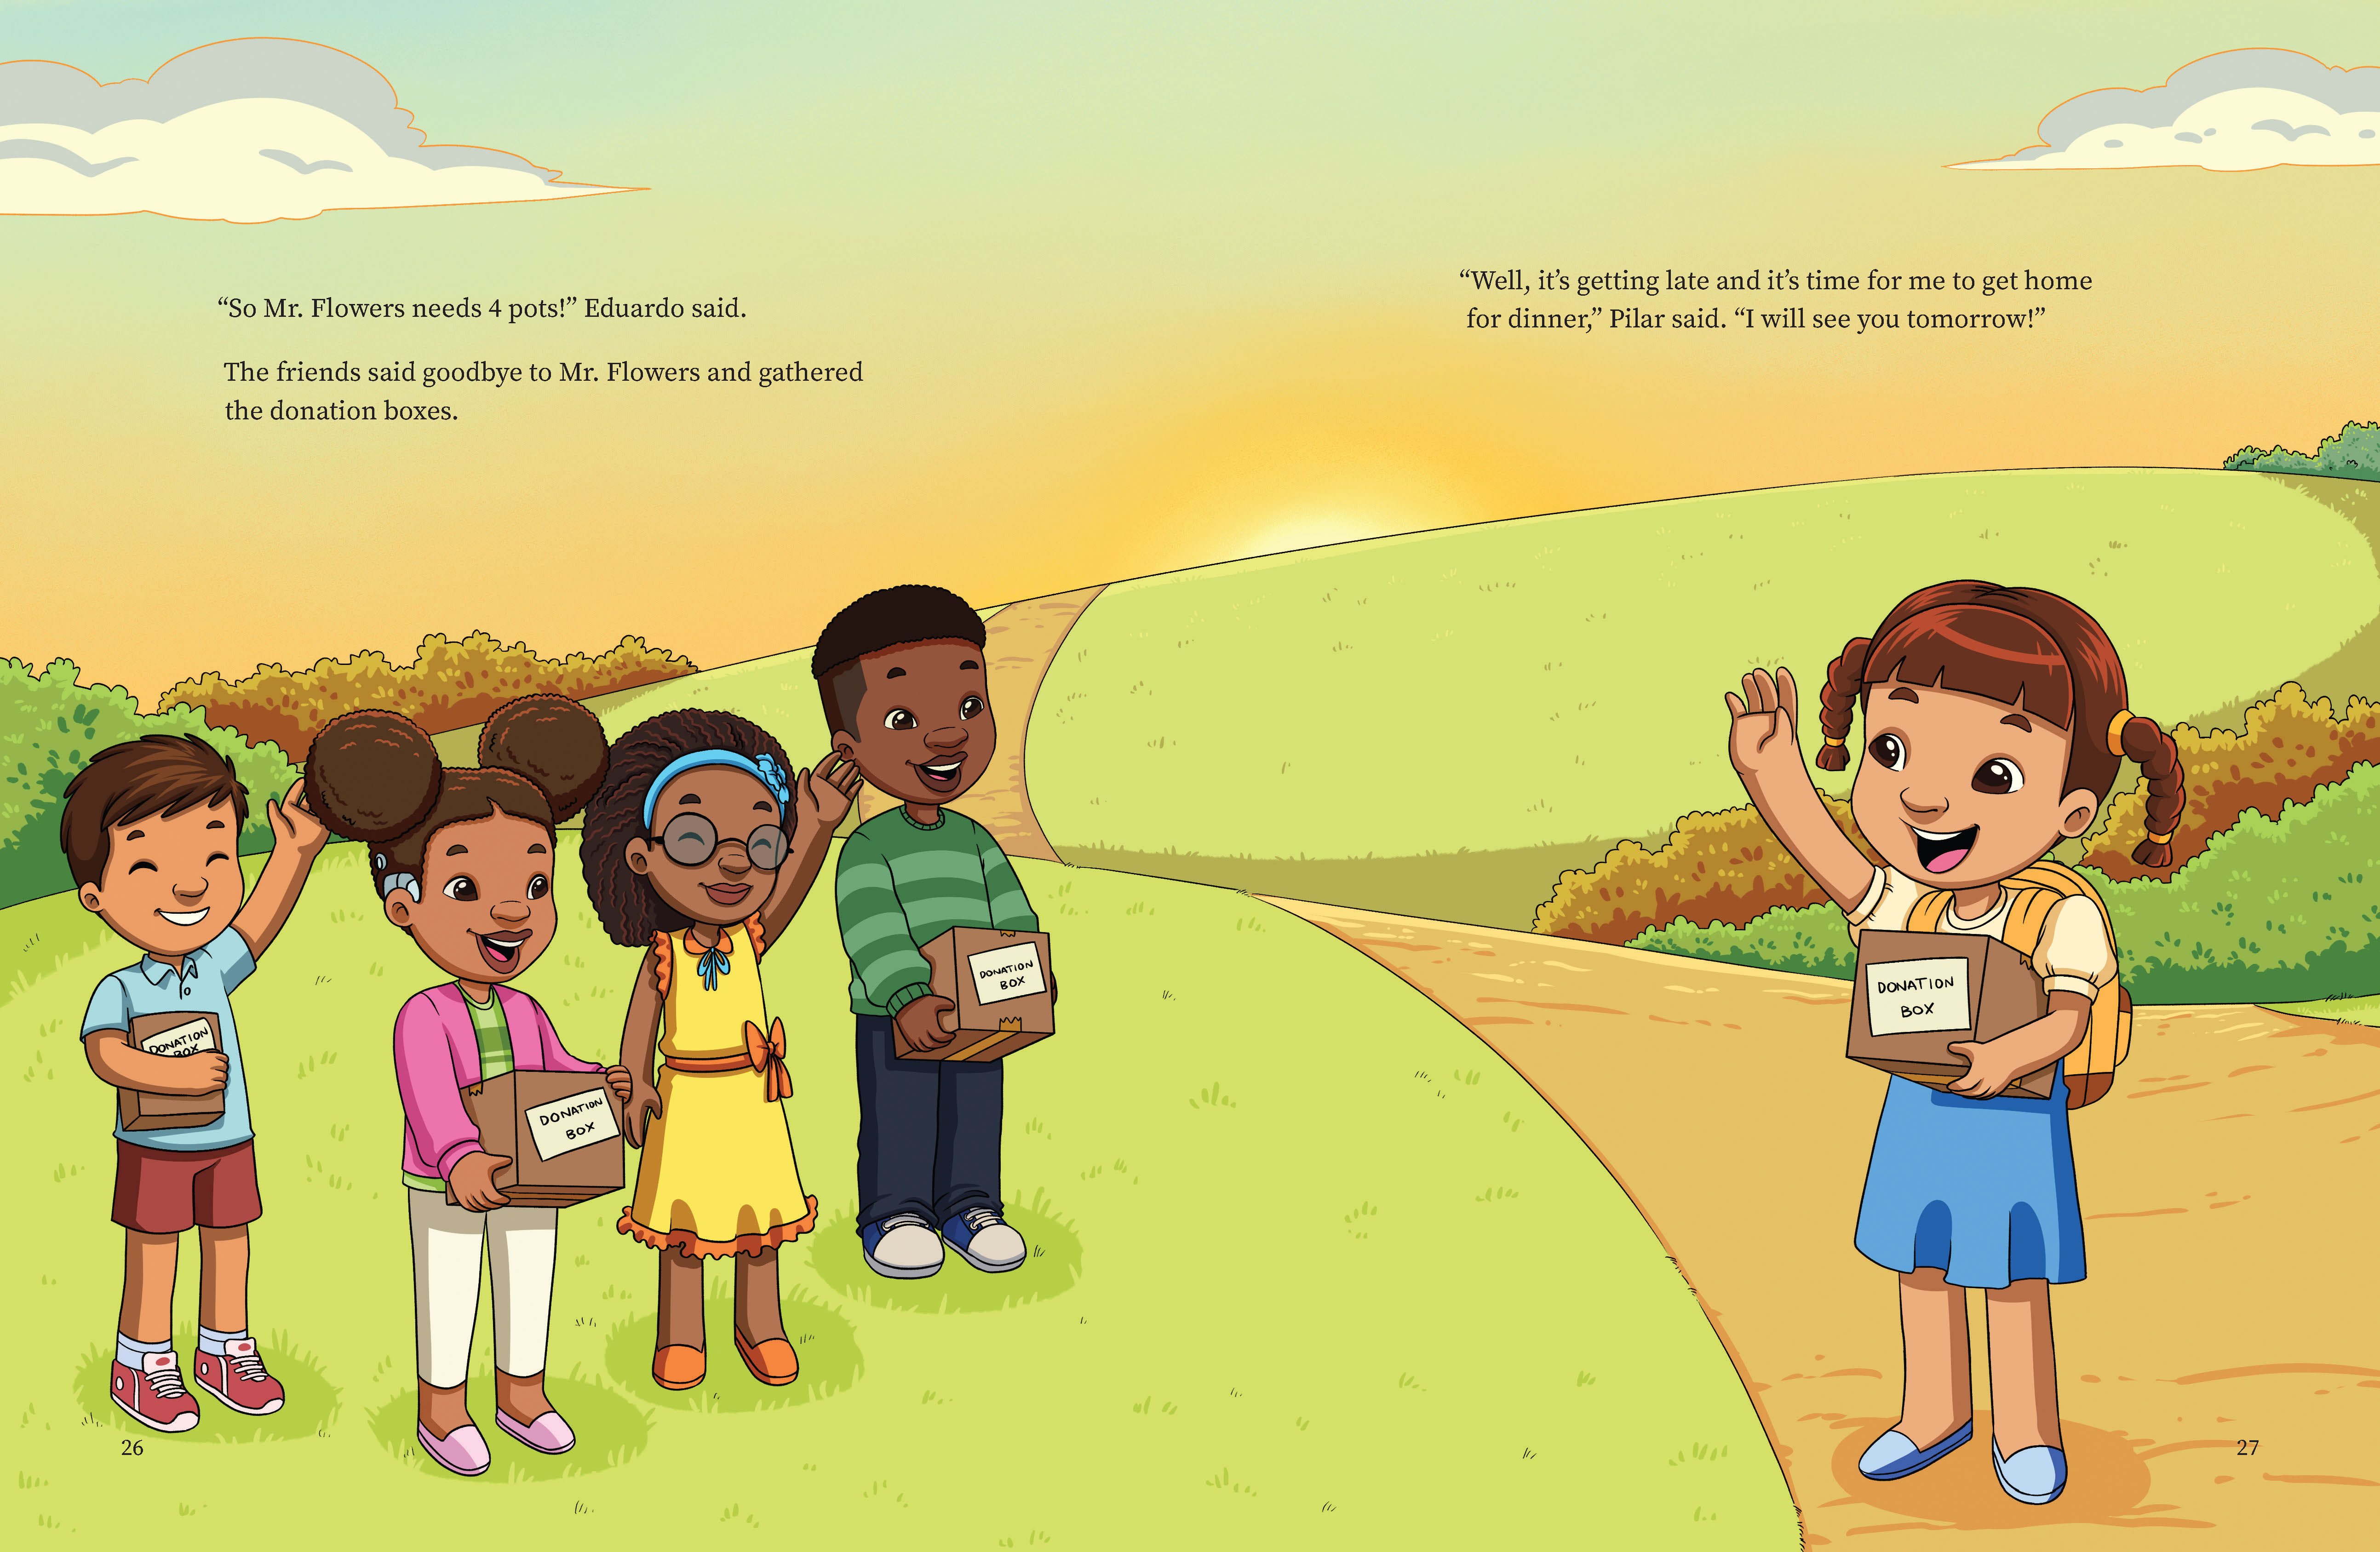 “So Mr. Flowers needs 4 pots!” Eduardo said.
The friends said goodbye to Mr. Flowers and gathered
the donation boxes.
“Well, it’s getting late and it’s time for me to get home
for dinner,” Pilar said. “I will see you tomorrow!”
DONATION
BOX
DONATION
BOX
DONATION
BOX
DONATION
BOX
26
27